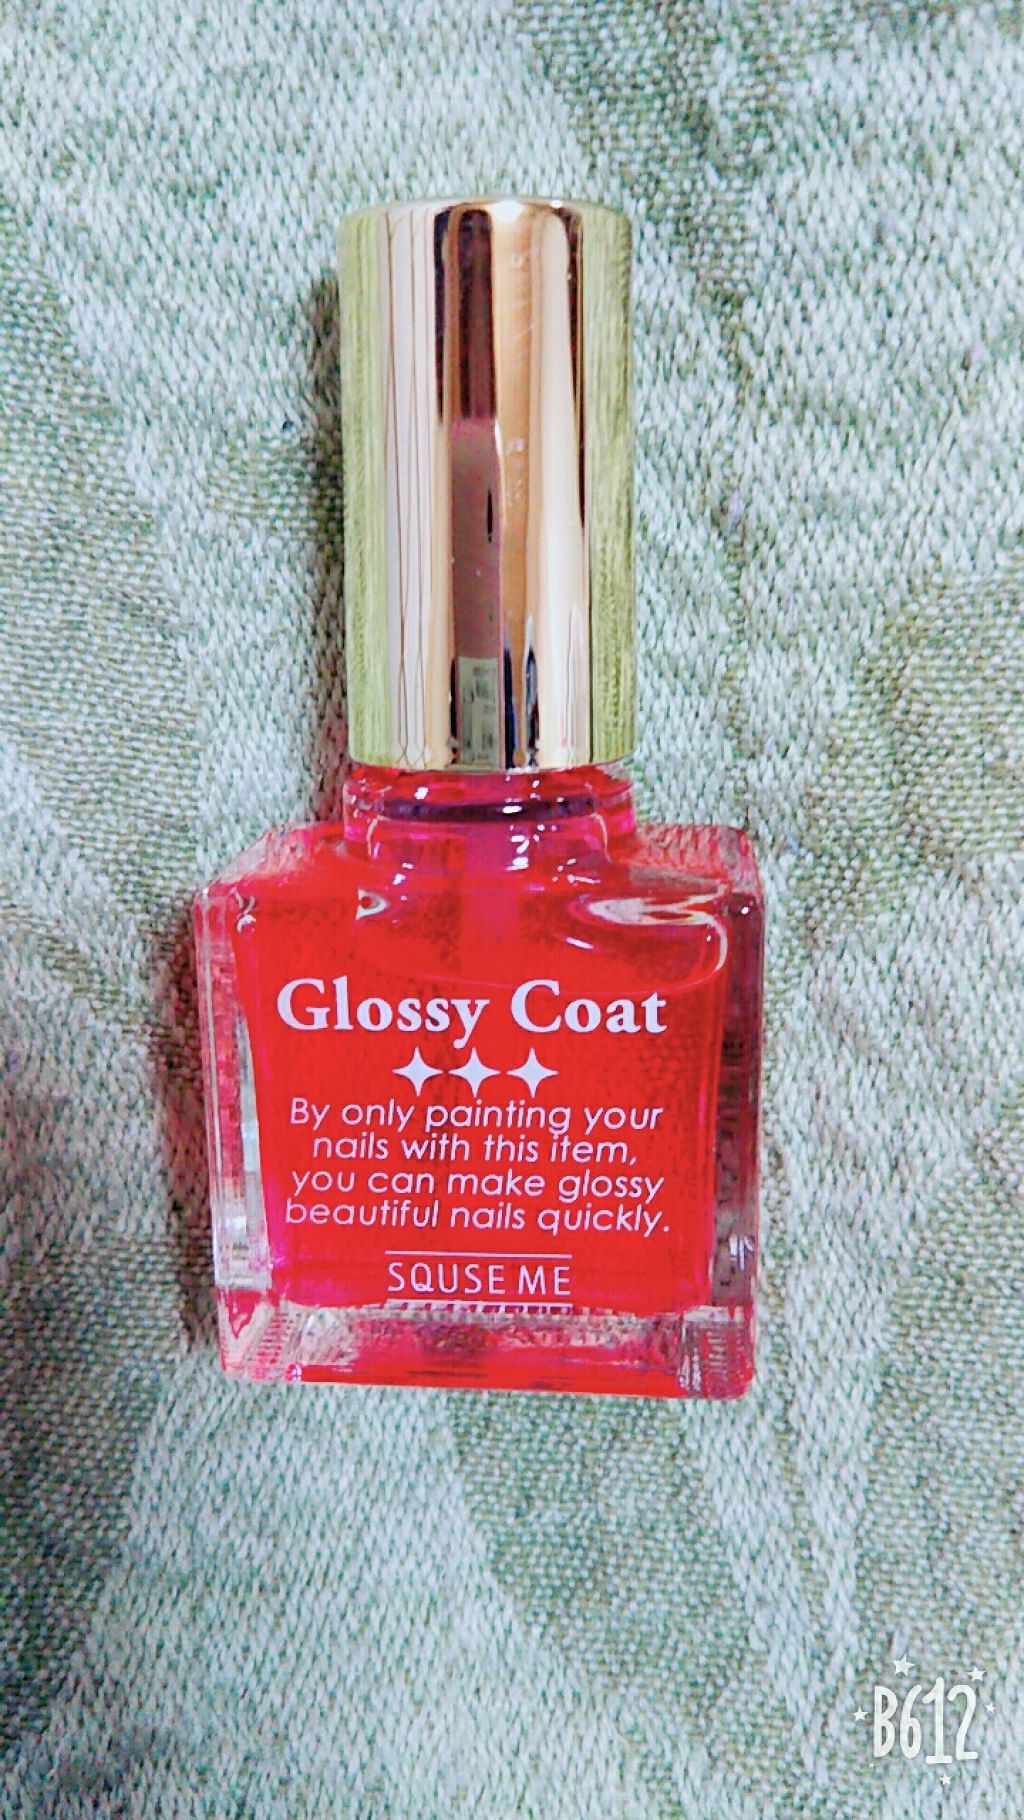 Glossy Coat
By only painting your
nails with this item,
you can make glossy
beautiful nails quickly.
SQUSE ME
B612